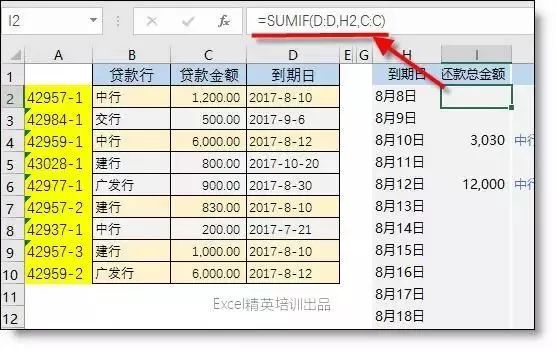 I2 =SUMIF(D:D,H2,C:C)
A B C D E G H I
1 贷款行 贷款金额 到期日 到期日 还款总金额
2 42957-1 中行 1,200.00 2017-8-10 8月8日
3 42984-1 交行 500.00 2017-9-6 8月9日
4 42959-1 中行 6,000.00 2017-8-12 8月10日 3,030 中行
5 43028-1 建行 800.00 2017-10-20 8月11日
6 42977-1 广发行 900.00 2017-8-30 8月12日 12,000 中行
7 42957-2 建行 830.00 2017-8-10 8月13日
8 42937-1 中行 200.00 2017-7-21 8月14日
9 42957-3 建行 1,000.00 2017-8-10 8月15日
10 42959-2 广发行 6,000.00 2017-8-12 8月16日
11 Excel精英培训出品 8月17日
12 8月18日